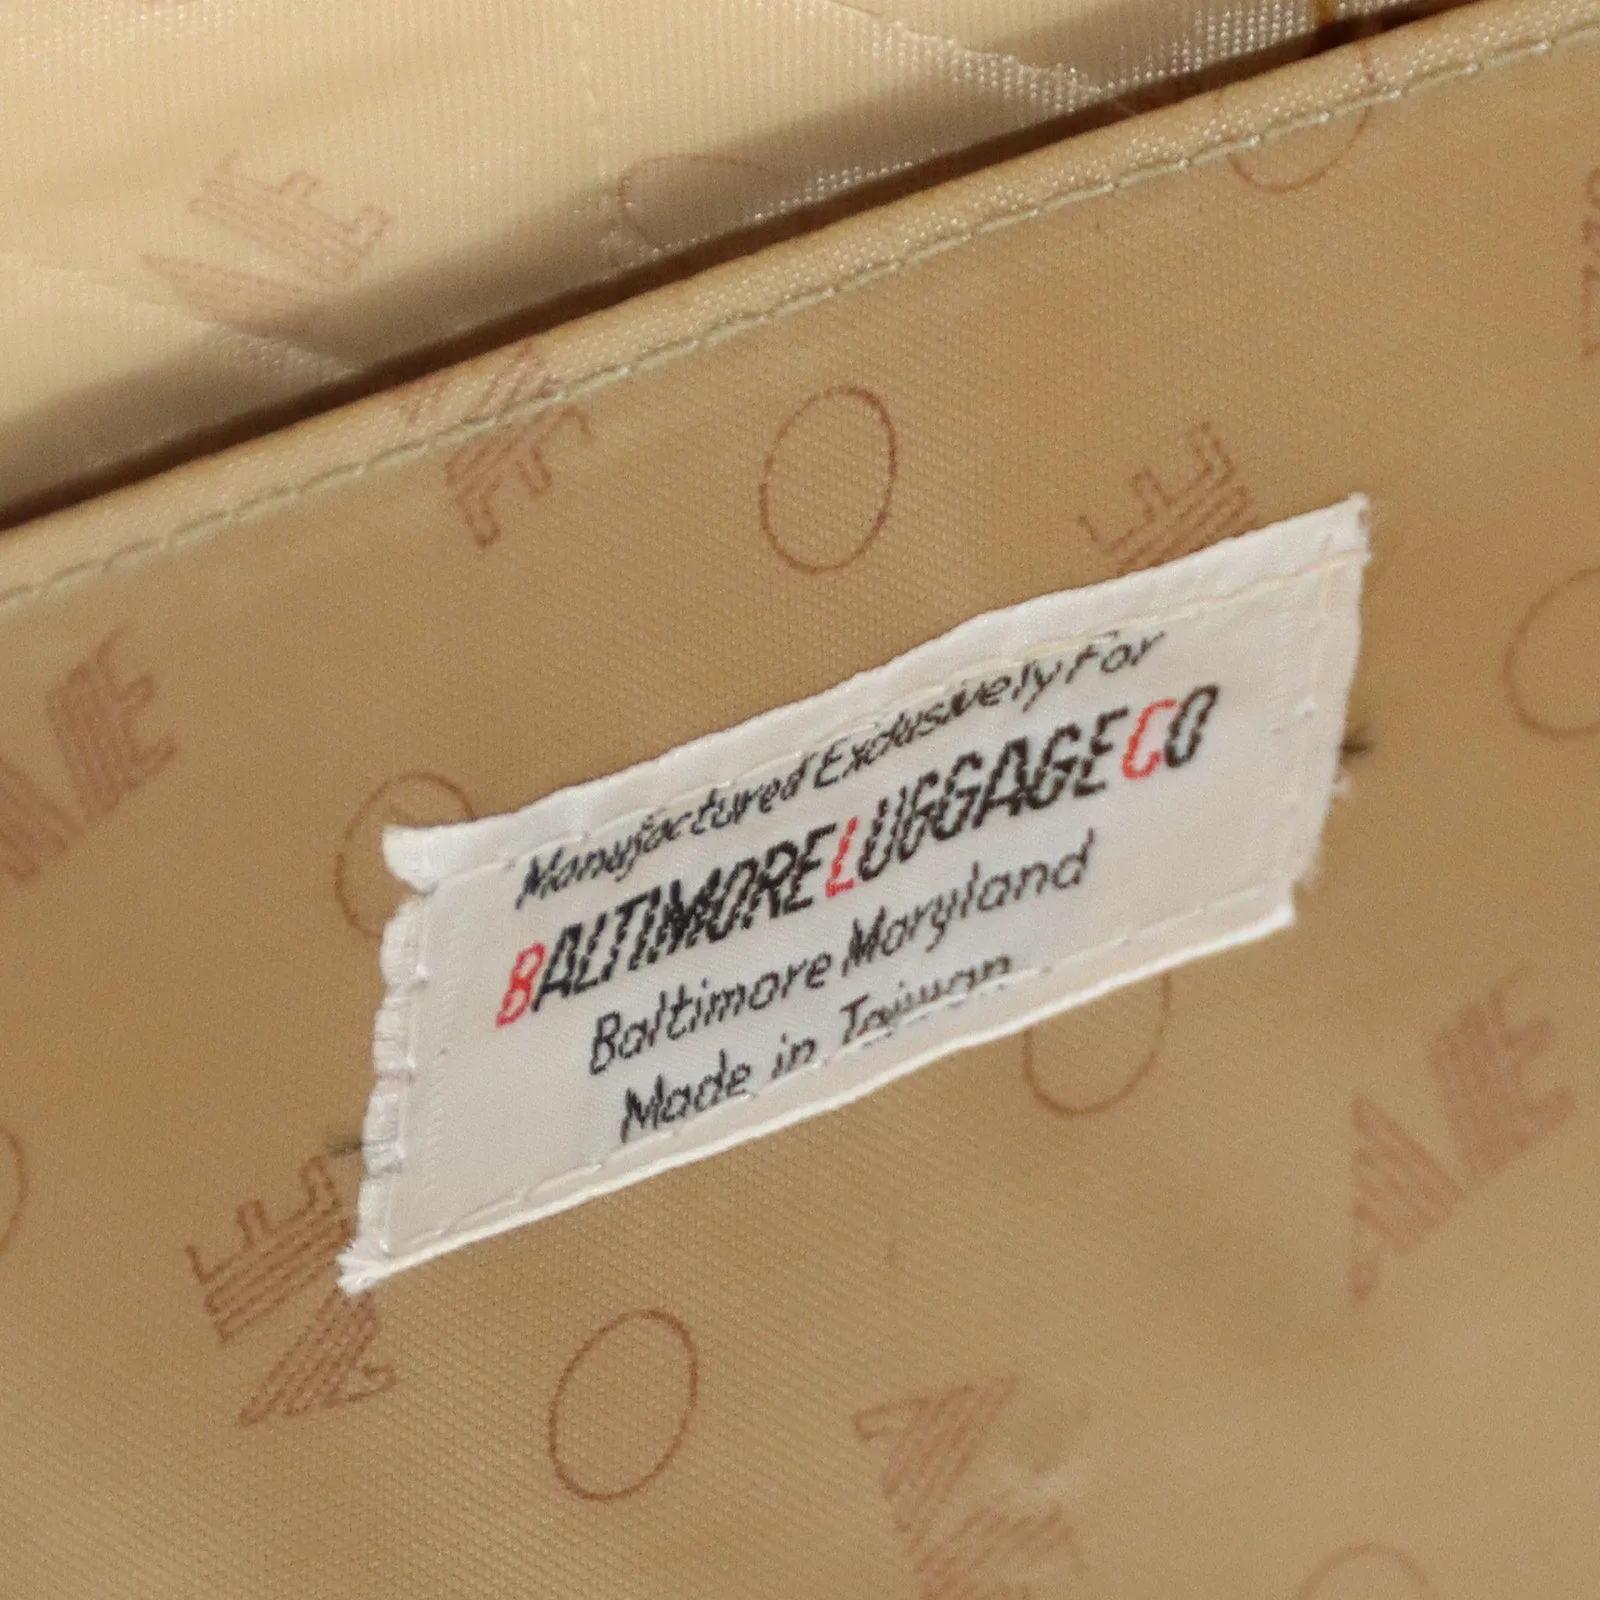 Manufactured Exclusively For
BALTIMORE LUGGAGE CO
Baltimore Maryland
Made in Taiwan